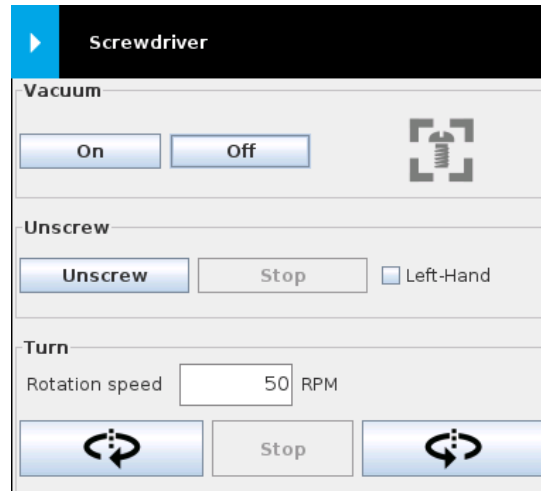 Screwdriver
Vacuum
On Off
Unscrew
Unscrew Stop Left-Hand
Turn
Rotation speed 50 RPM
Stop